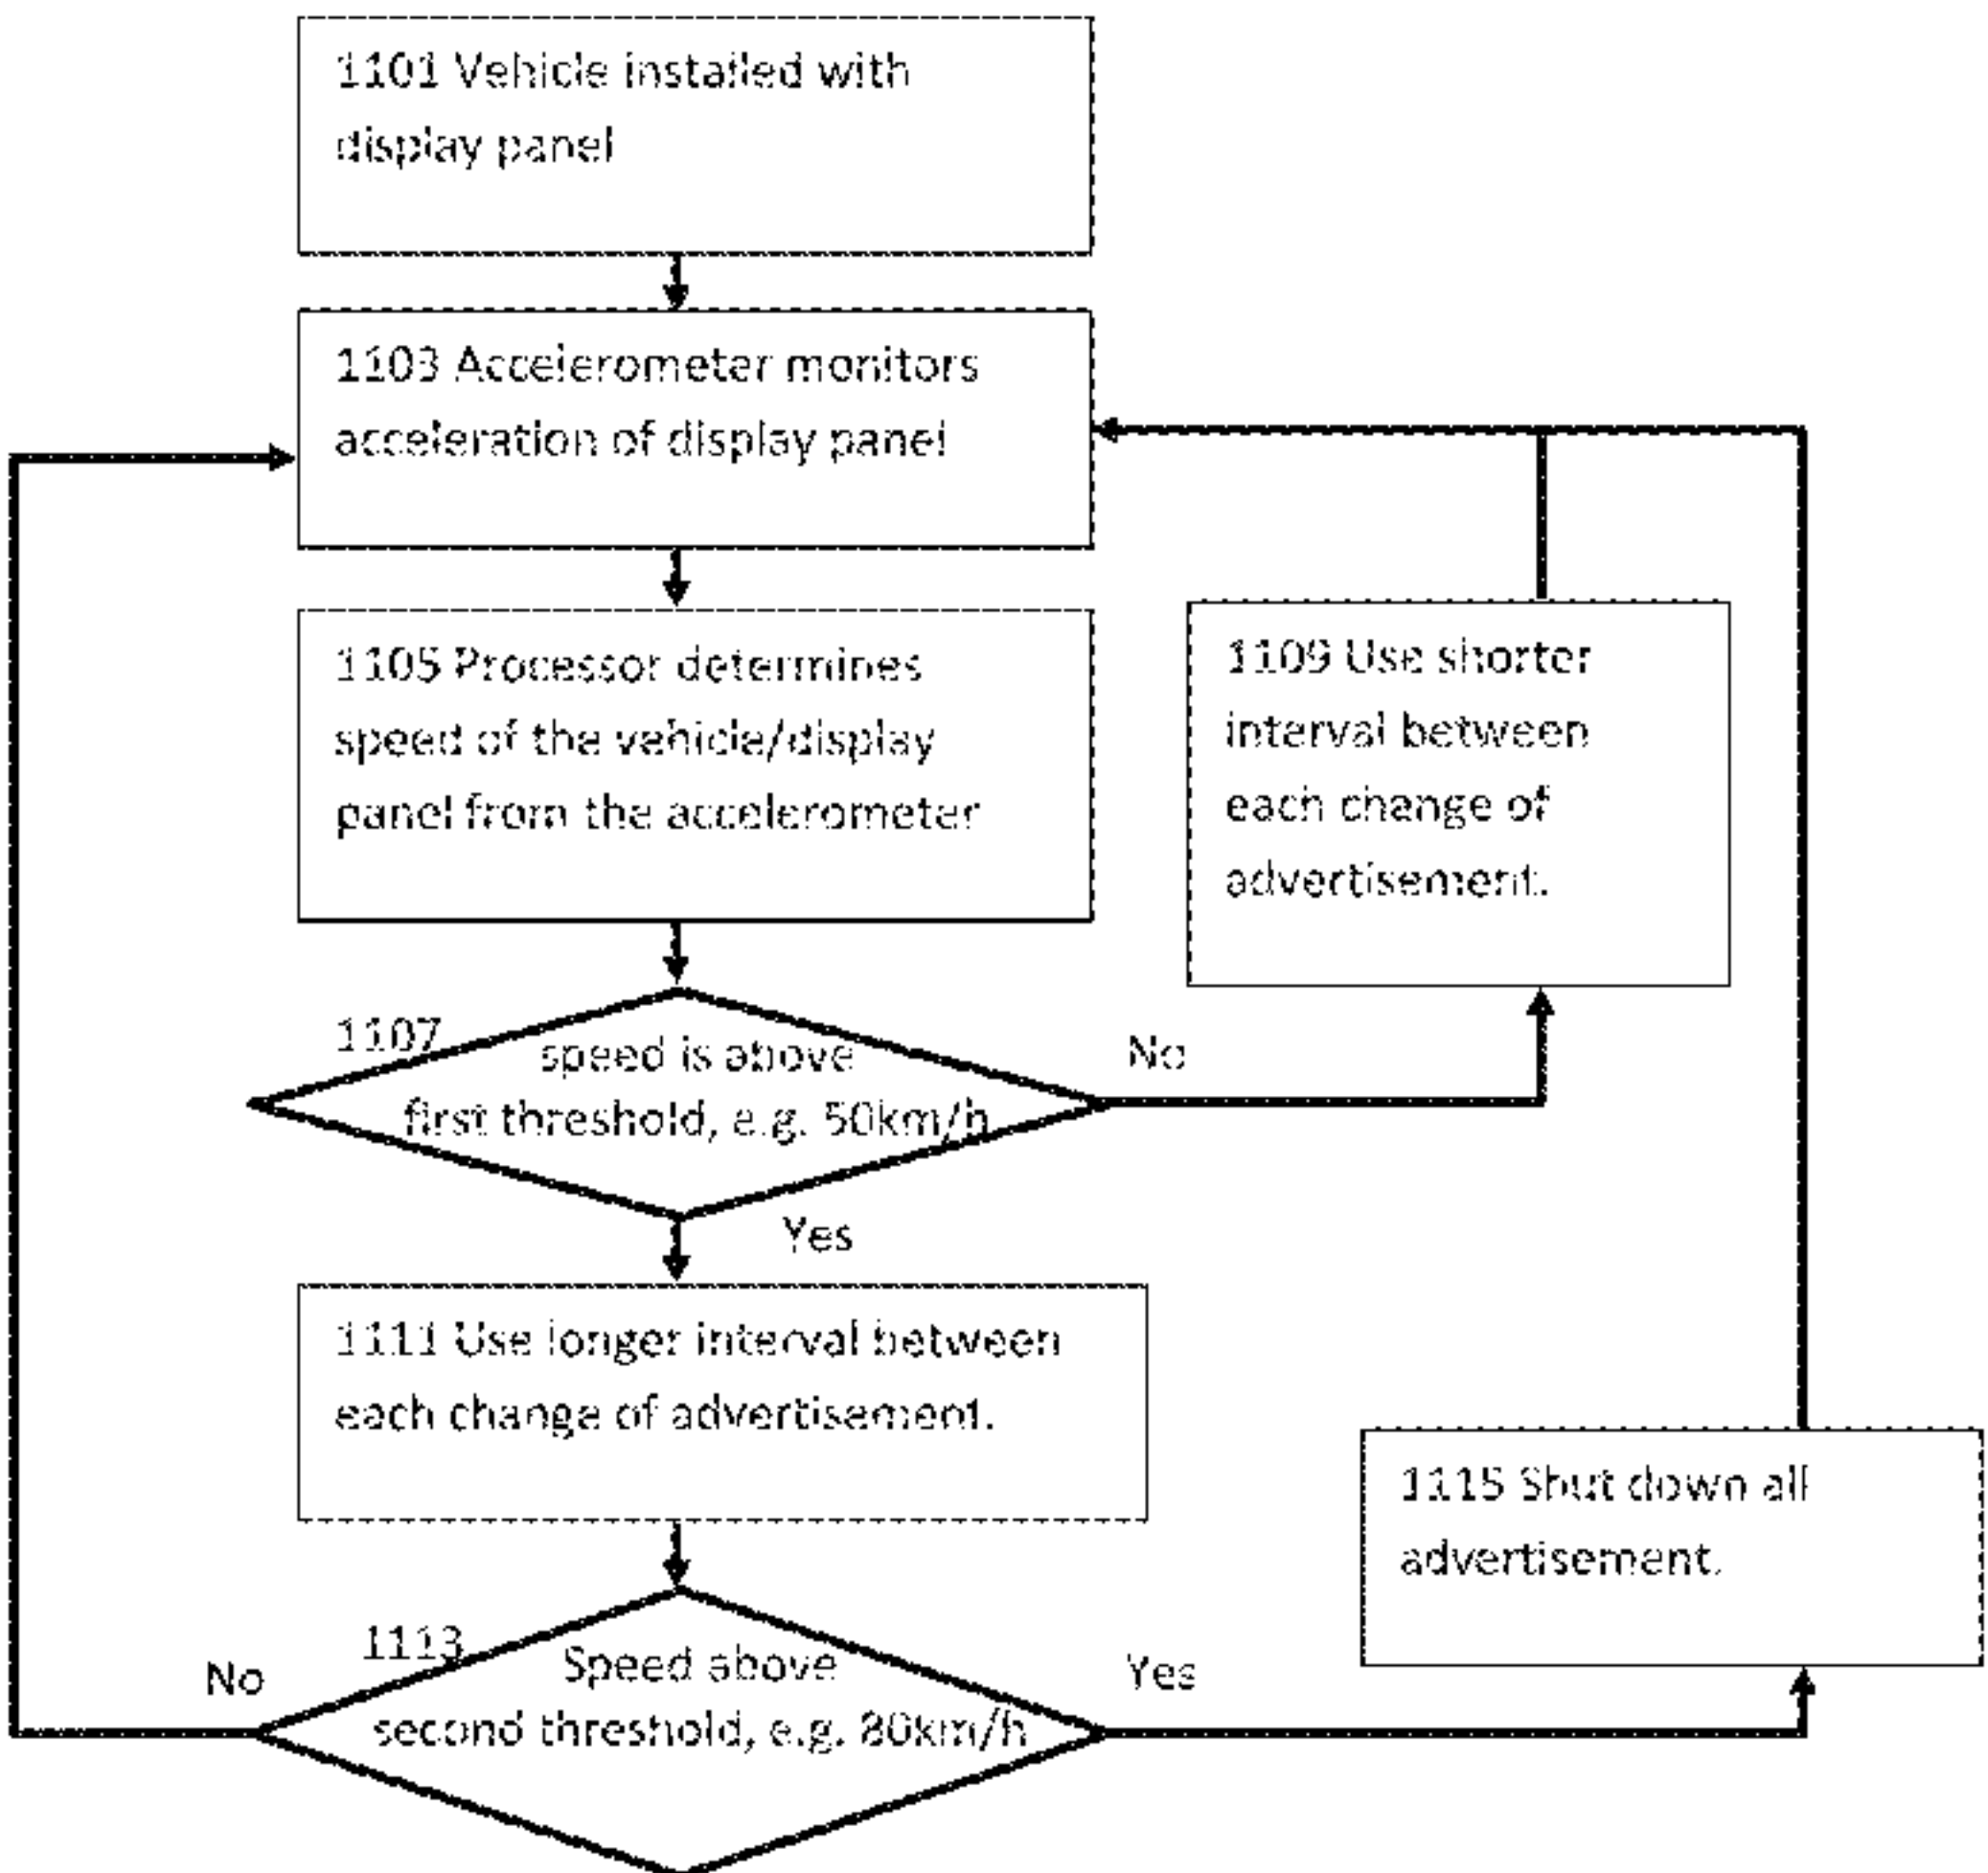 1101 Vehicle installed with
display panel
1103 Accelerometer monitors
acceleration of display panel
1105 Processor determines
speed of the vehicle/display
panel from the accelerometer
1109 Use shorter
interval between
each change of
advertisement.
1107
speed is above
first threshold, e.g. 50km/h
No
Yes
1111 Use longer interval between
each change of advertisement.
1115 Shut down all
advertisement.
1113
Speed above
second threshold, e.g. 80km/h
No
Yes